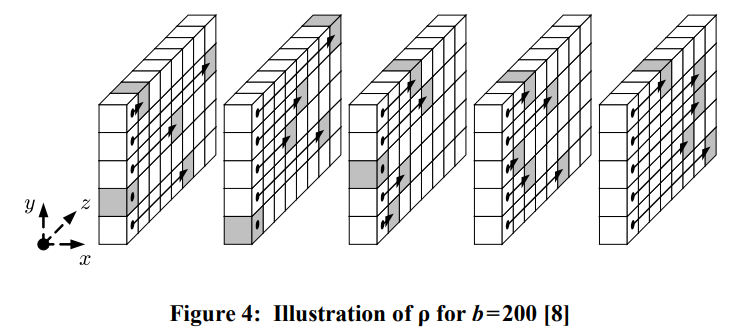 y
z
x
Figure 4: Illustration of ρ for b=200 [8]